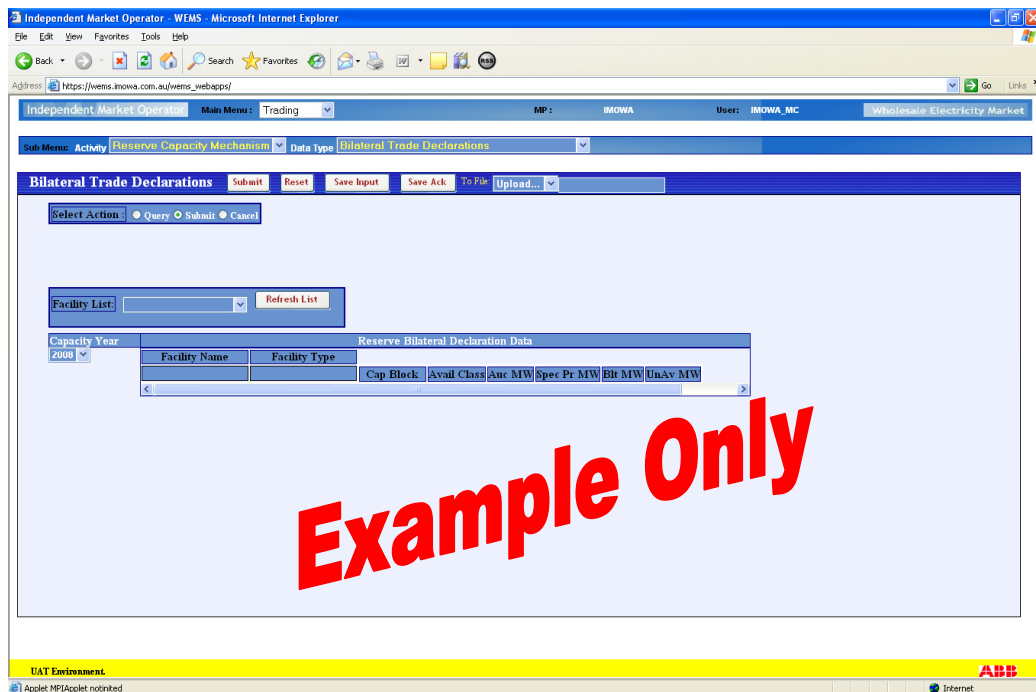 Independent Market Operator - WEMS - Microsoft Internet Explorer
File Edit View Favorites Tools Help
Back Search Favorites RSS
Address https://wems.imowa.com.au/wems_webapps/ Go Links »
Independent Market Operator Main Menu : Trading MP : IMOWA User: IMOWA_MC Wholesale Electricity Market
Sub Menu: Activity Reserve Capacity Mechanism Data Type Bilateral Trade Declarations
Bilateral Trade Declarations Submit Reset Save Input Save Ack To File: Upload...
Select Action : Query Submit Cancel
Facility List: Refresh List
Capacity Year Reserve Bilateral Declaration Data
2008 Facility Name Facility Type
Cap Block Avail Class Auc MW Spec Pr MW Blt MW UnAv MW
Example Only
UAT Environment. ABB
Applet MPIApplet notinited Internet